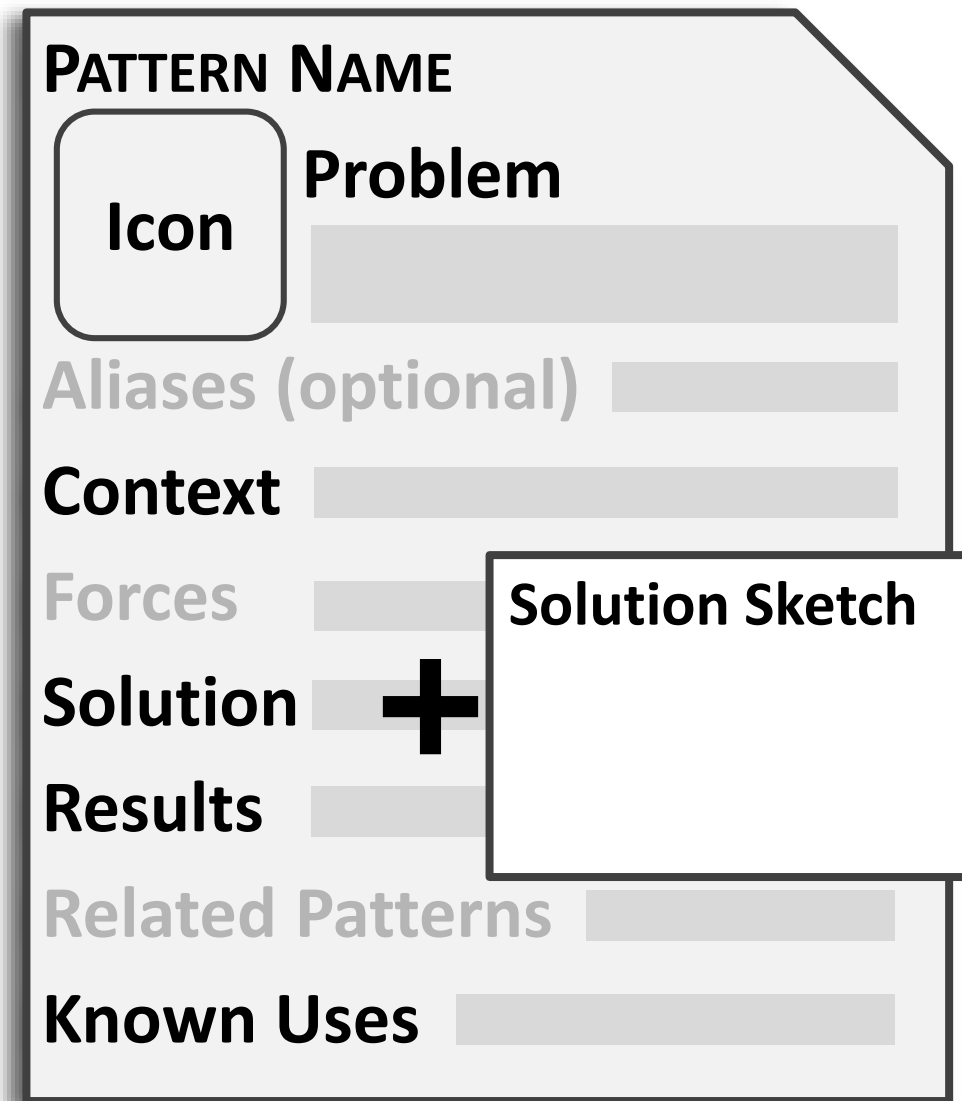 PATTERN NAME
Icon
Problem
Aliases (optional)
Context
Forces
Solution Sketch
Solution
+
Results
Related Patterns
Known Uses